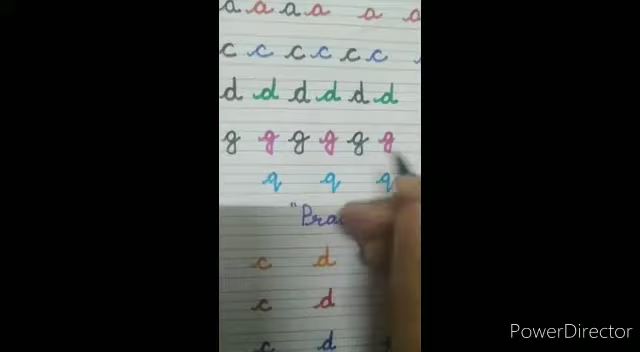 a a a a a a
c c c c c c
d d d d d d
g g g g g g
q q q
c d
c d
c d
PowerDirector